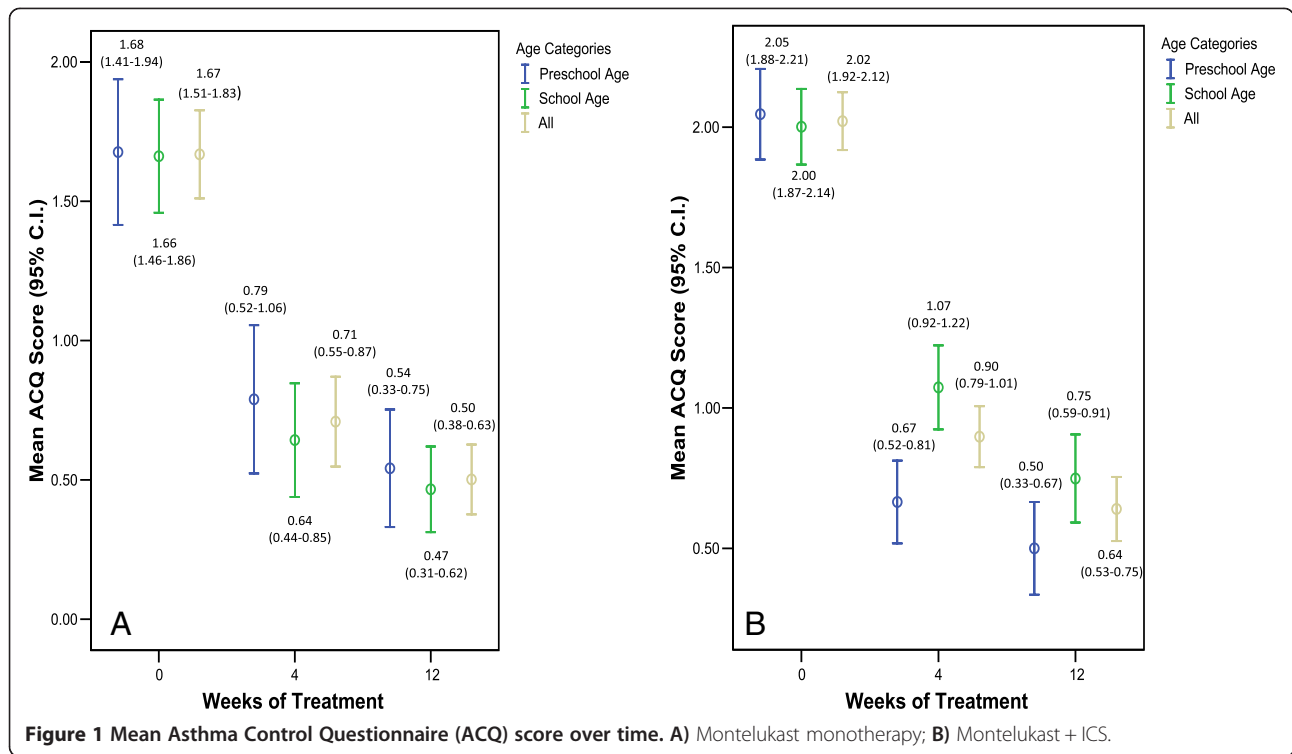 Mean ACQ Score (95% C.I.)
2.00
1.50
1.00
0.50
0.00
1.68
(1.41-1.94)
1.67
(1.51-1.83)
1.66
(1.46-1.86)
0.79
(0.52-1.06)
0.71
(0.55-0.87)
0.64
(0.44-0.85)
0.54
(0.33-0.75)
0.50
(0.38-0.63)
0.47
(0.31-0.62)
A
0 4 12
Weeks of Treatment
Age Categories
Preschool Age
School Age
All
Mean ACQ Score (95% C.I.)
2.00
1.50
1.00
0.50
2.05
(1.88-2.21)
2.02
(1.92-2.12)
2.00
(1.87-2.14)
1.07
(0.92-1.22)
0.90
(0.79-1.01)
0.67
(0.52-0.81)
0.75
(0.59-0.91)
0.50
(0.33-0.67)
0.64
(0.53-0.75)
B
0 4 12
Weeks of Treatment
Age Categories
Preschool Age
School Age
All
Figure 1 Mean Asthma Control Questionnaire (ACQ) score over time. A) Montelukast monotherapy; B) Montelukast + ICS.